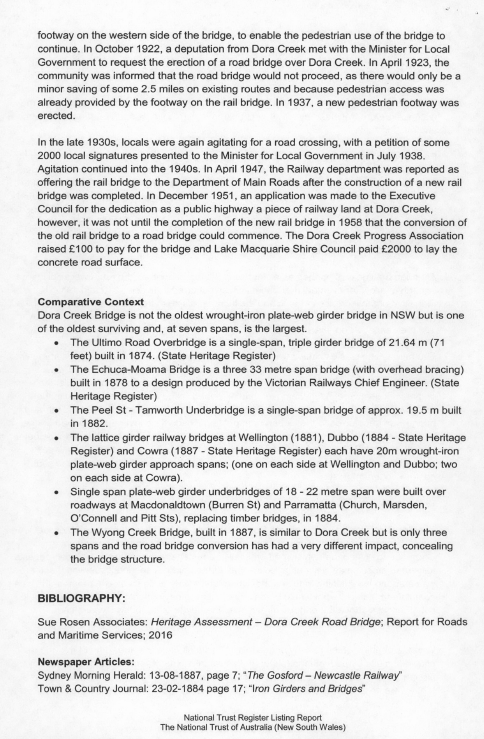 footway on the western side of the bridge, to enable the pedestrian use of the bridge to
continue. In October 1922, a deputation from Dora Creek met with the Minister for Local
Government to request the erection of a road bridge over Dora Creek. In April 1923, the
community was informed that the road bridge would not proceed, as there would only be a
minor saving of some 2.5 miles on existing routes and because pedestrian access was
already provided by the footway on the rail bridge. In 1937, a new pedestrian footway was
erected.
In the late 1930s, locals were again agitating for a road crossing, with a petition of some
2000 local signatures presented to the Minister for Local Government in July 1938.
Agitation continued into the 1940s. In April 1947, the Railway department was reported as
offering the rail bridge to the Department of Main Roads after the construction of a new rail
bridge was completed. In December 1951, an application was made to the Executive
Council for the dedication as a public highway a piece of railway land at Dora Creek,
however, it was not until the completion of the new rail bridge in 1958 that the conversion of
the old rail bridge to a road bridge could commence. The Dora Creek Progress Association
raised £100 to pay for the bridge and Lake Macquarie Shire Council paid £2000 to lay the
concrete road surface.
Comparative Context
Dora Creek Bridge is not the oldest wrought-iron plate-web girder bridge in NSW but is one
of the oldest surviving and, at seven spans, is the largest.
• The Ultimo Road Overbridge is a single-span, triple girder bridge of 21.64 m (71
feet) built in 1874. (State Heritage Register)
• The Echuca-Moama Bridge is a three 33 metre span bridge (with overhead bracing)
built in 1878 to a design produced by the Victorian Railways Chief Engineer. (State
Heritage Register)
• The Peel St - Tamworth Underbridge is a single-span bridge of approx. 19.5 m built
in 1882.
• The lattice girder railway bridges at Wellington (1881), Dubbo (1884 - State Heritage
Register) and Cowra (1887 - State Heritage Register) each have 20m wrought-iron
plate-web girder approach spans; (one on each side at Wellington and Dubbo; two
on each side at Cowra).
• Single span plate-web girder underbridges of 18 - 22 metre span were built over
roadways at Macdonaldtown (Burren St) and Parramatta (Church, Marsden,
O'Connell and Pitt Sts), replacing timber bridges, in 1884.
• The Wyong Creek Bridge, built in 1887, is similar to Dora Creek but is only three
spans and the road bridge conversion has had a very different impact, concealing
the bridge structure.
BIBLIOGRAPHY:
Sue Rosen Associates: Heritage Assessment – Dora Creek Road Bridge; Report for Roads
and Maritime Services; 2016
Newspaper Articles:
Sydney Morning Herald: 13-08-1887, page 7; “The Gosford – Newcastle Railway”
Town & Country Journal: 23-02-1884 page 17; “Iron Girders and Bridges”
National Trust Register Listing Report
The National Trust of Australia (New South Wales)